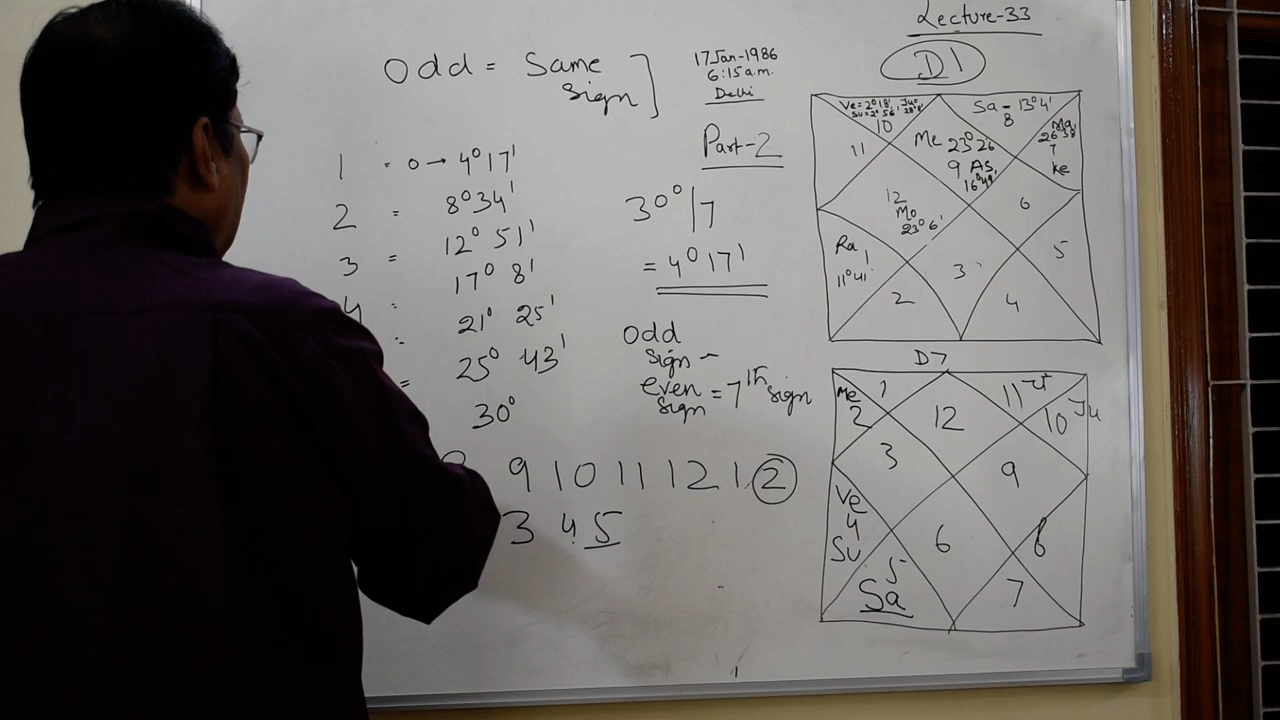 Lecture-33
D1
Odd = Same
Sign
17 Jan-1986
6:15 a.m.
Delhi
Part-2
1 = 0 → 4°17'
2 = 8°34'
3 = 12° 51'
4 : 17° 8'
: 21° 25'
= 25° 43'
30°
30°/7
= 4°17'
Odd
Sign -
even = 7th sign
Sign
9 10 11 12 1 2
3 4 5
Ve = 2°18'
Su = 2°56'
10
Sa - 13°4'
8
Ma
26°38'
7
Ke
11
Me 23°26'
9 As
16°49'
12
Mo
23°6'
6
Ra 1
11°41'
5
3
2
4
D7
Me
2
1
12
11
10 Ju
3
9
Ve
4
Su
6
8
5
Sa
7